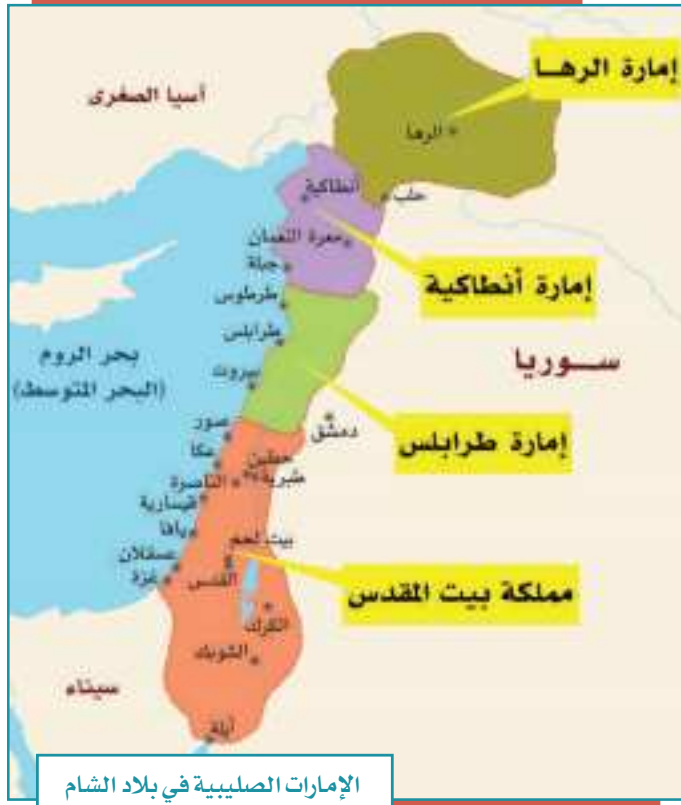 إمارة الرهـــا
أسيا الصغرى
الرها
أنطاكية
حلب
معرة النعمان
جبلة
إمارة أنطاكية
طرطوس
طرابلس
بحر الروم
(البحر المتوسط)
بيروت
ســـوريا
دمشق
إمارة طرابلس
صور
عكا
حطين
طبرية
الناصرة
قيسارية
يافا
بيت لحم
عسقلان
غزة
القدس
مملكة بيت المقدس
الكرك
الشوبك
سيناء
أيلة
الإمارات الصليبية في بلاد الشام